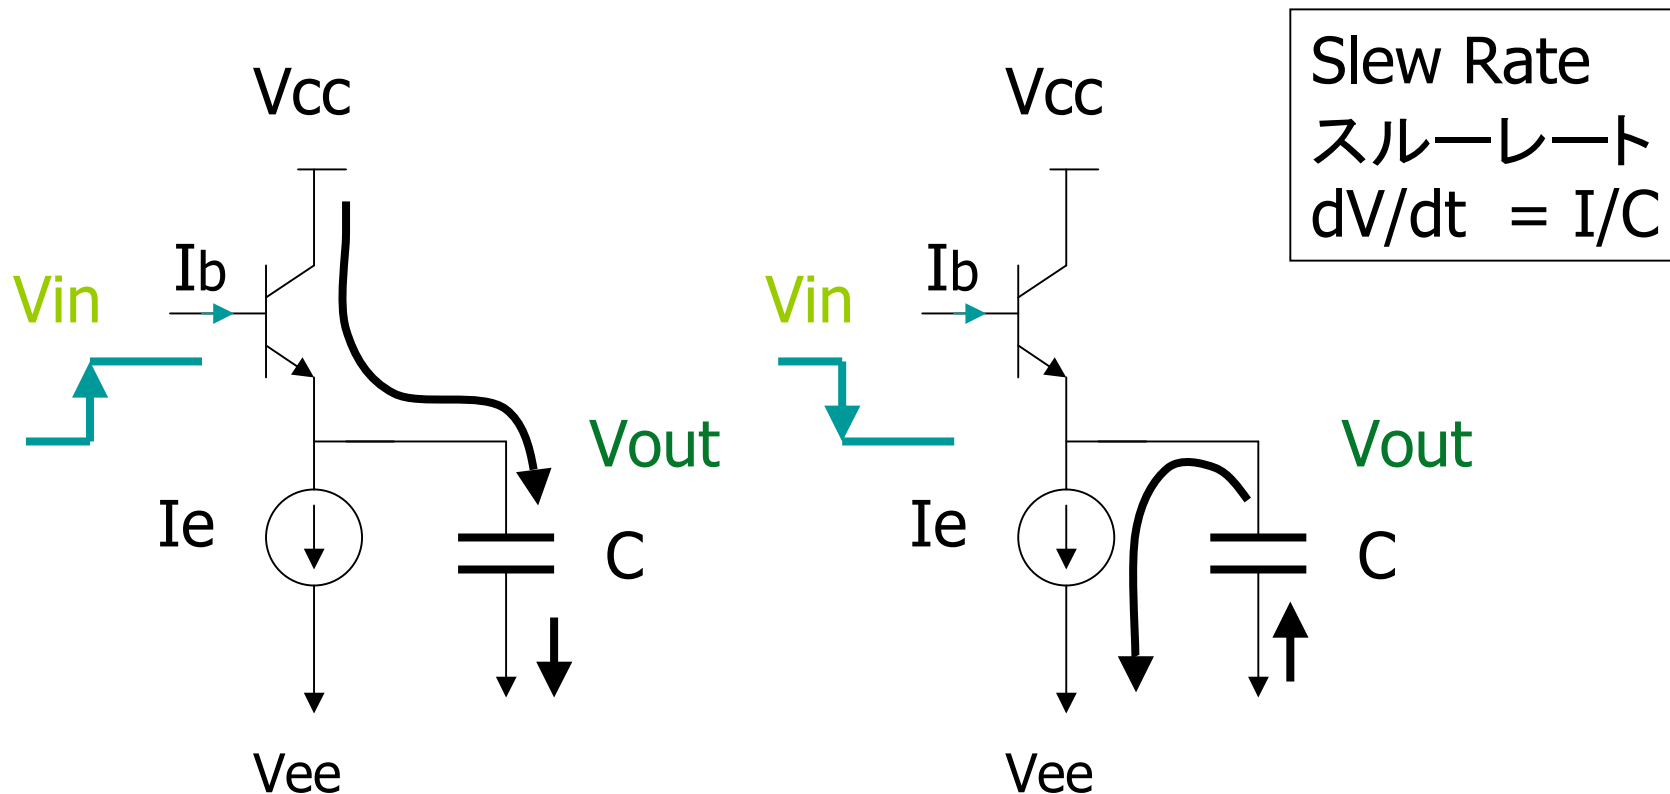 Vcc
Ib
Vin
Vout
Ie
C
Vee
Vcc
Ib
Vin
Vout
Ie
C
Vee
Slew Rate
スルーレート
dV/dt = I/C